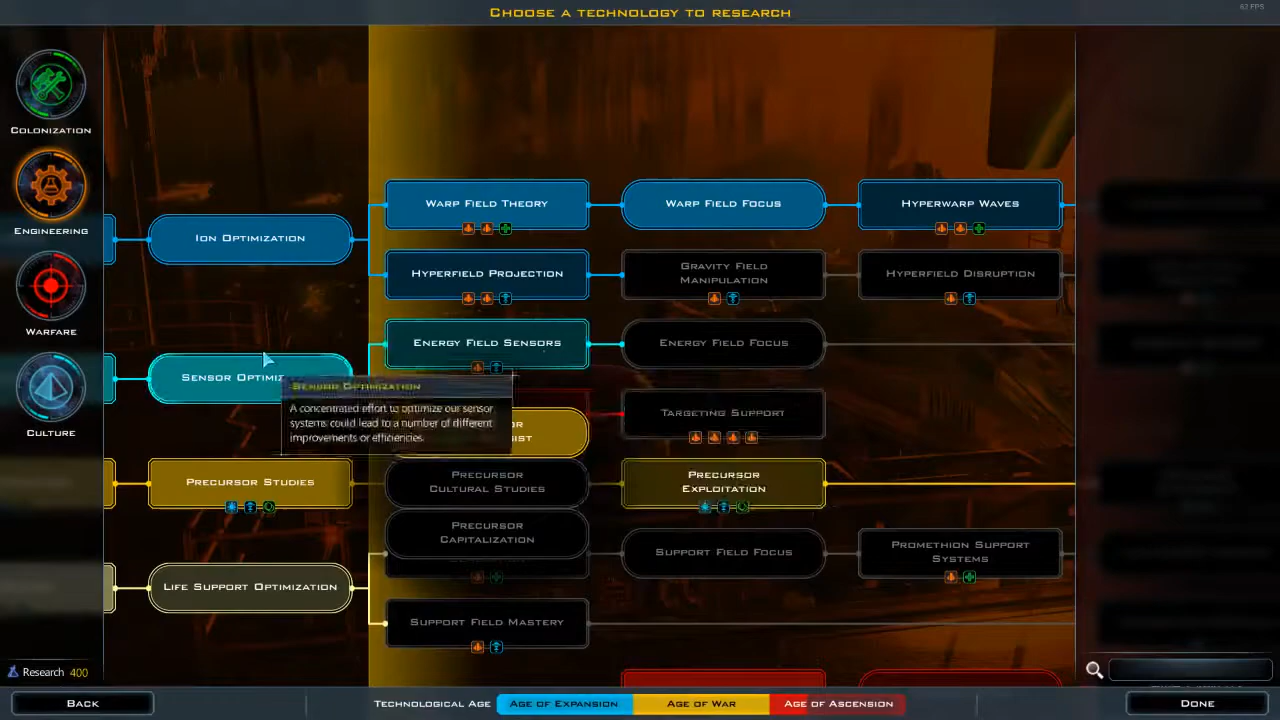 Choose a technology to research
62 FPS
Colonization
Engineering
Warfare
Culture
Ion Optimization
Warp Field Theory
Warp Field Focus
Hyperwarp Waves
Hyperfield Projection
Gravity Field
Manipulation
Hyperfield Disruption
Energy Field Sensors
Energy Field Focus
Sensor Optimiz
Sensor Optimization
A concentrated effort to optimize our sensor
systems could lead to a number of different
improvements or efficiencies.
Targeting Support
Precursor Studies
Precursor
Cultural Studies
Precursor
Exploitation
Precursor
Capitalization
Support Field Focus
Promethion Support
Systems
Life Support Optimization
Support Field Mastery
Research 400
Back
Technological Age
Age of Expansion
Age of War
Age of Ascension
Done